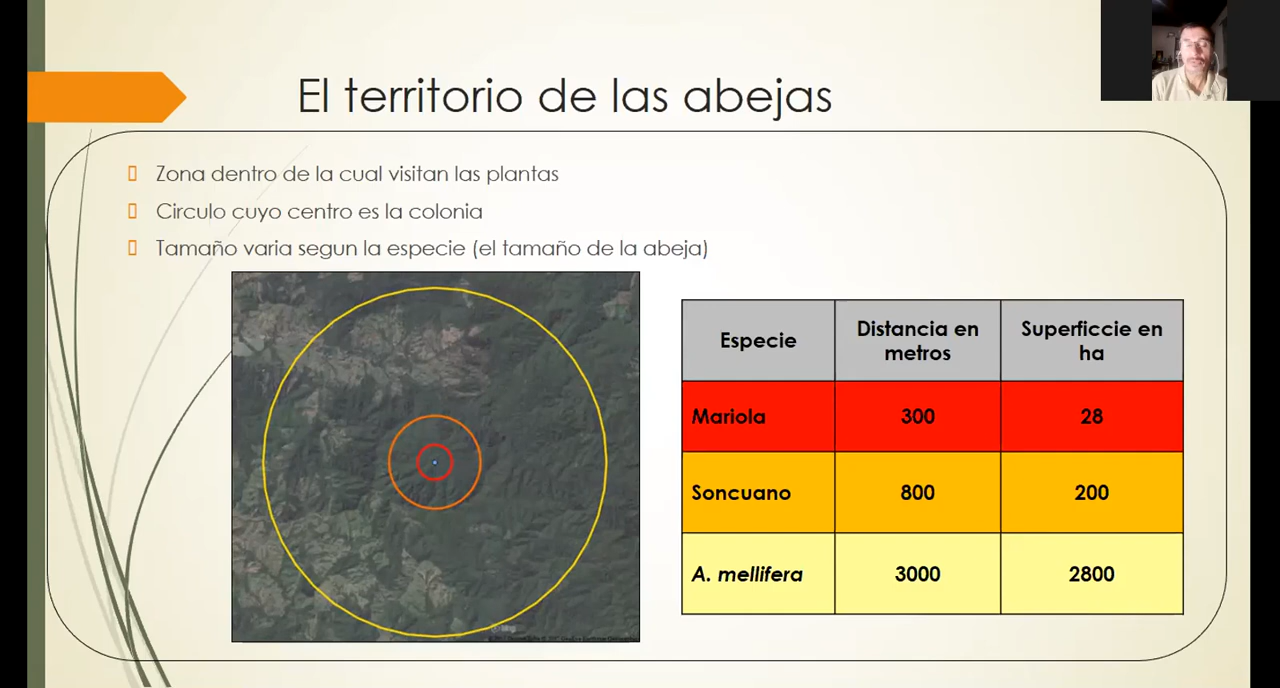 El territorio de las abejas
Zona dentro de la cual visitan las plantas
Circulo cuyo centro es la colonia
Tamaño varia segun la especie (el tamaño de la abeja)
Especie Distancia en metros Superficcie en ha
Mariola 300 28
Soncuano 800 200
A. mellifera 3000 2800